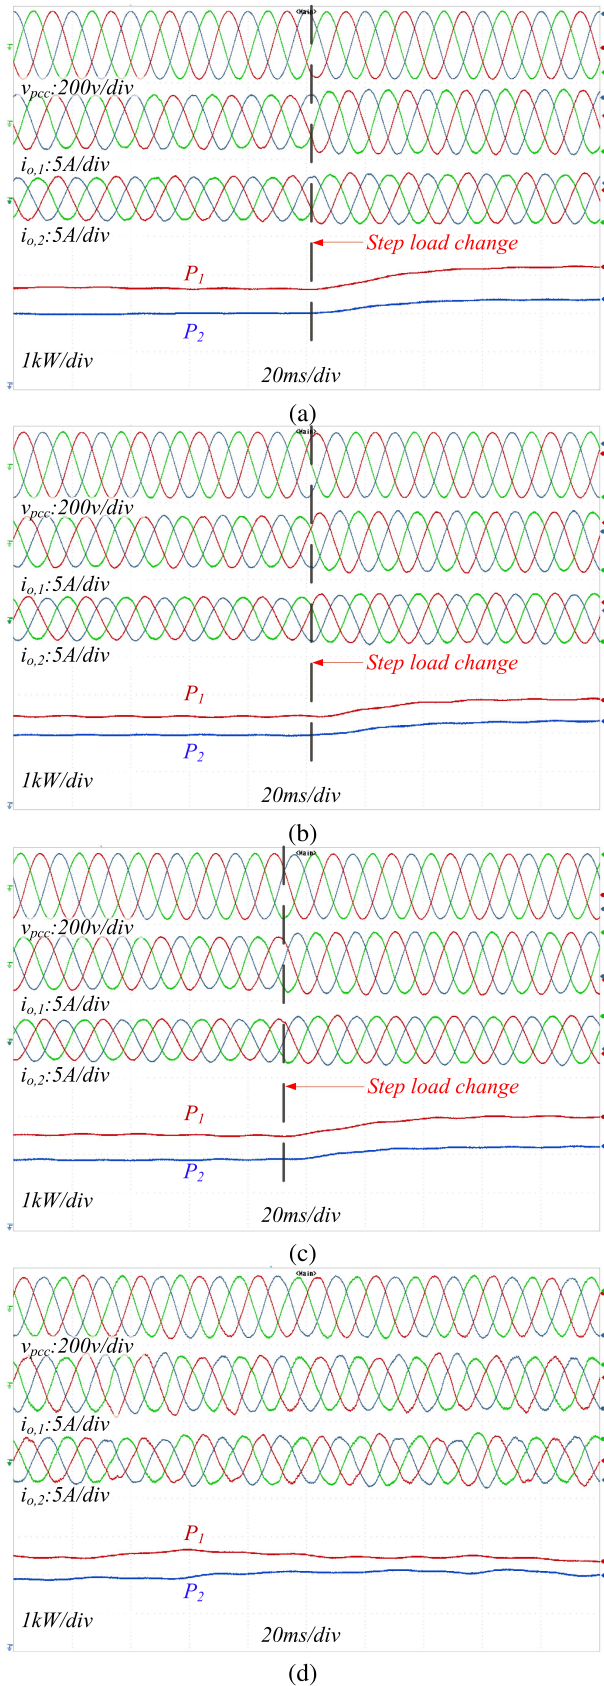 <Main>
vpcc:200v/div
io,1:5A/div
io,2:5A/div
Step load change
P1
P2
1kW/div
20ms/div
(a)
<Main>
vpcc:200v/div
io,1:5A/div
io,2:5A/div
Step load change
P1
P2
1kW/div
20ms/div
(b)
<Main>
vpcc:200v/div
io,1:5A/div
io,2:5A/div
Step load change
P1
P2
1kW/div
20ms/div
(c)
<Main>
vpcc:200v/div
io,1:5A/div
io,2:5A/div
P1
P2
1kW/div
20ms/div
(d)